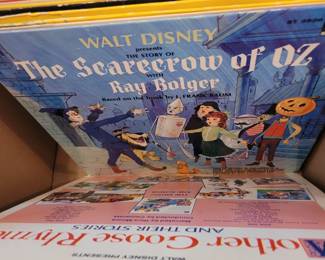 WALT DISNEY
presents
THE STORY OF
The Scarecrow of OZ
WITH
Ray Bolger
Based on the book by L. FRANK BAUM
Mother Goose Rhymes
AND THEIR STORIES
WALT DISNEY PRESENTS